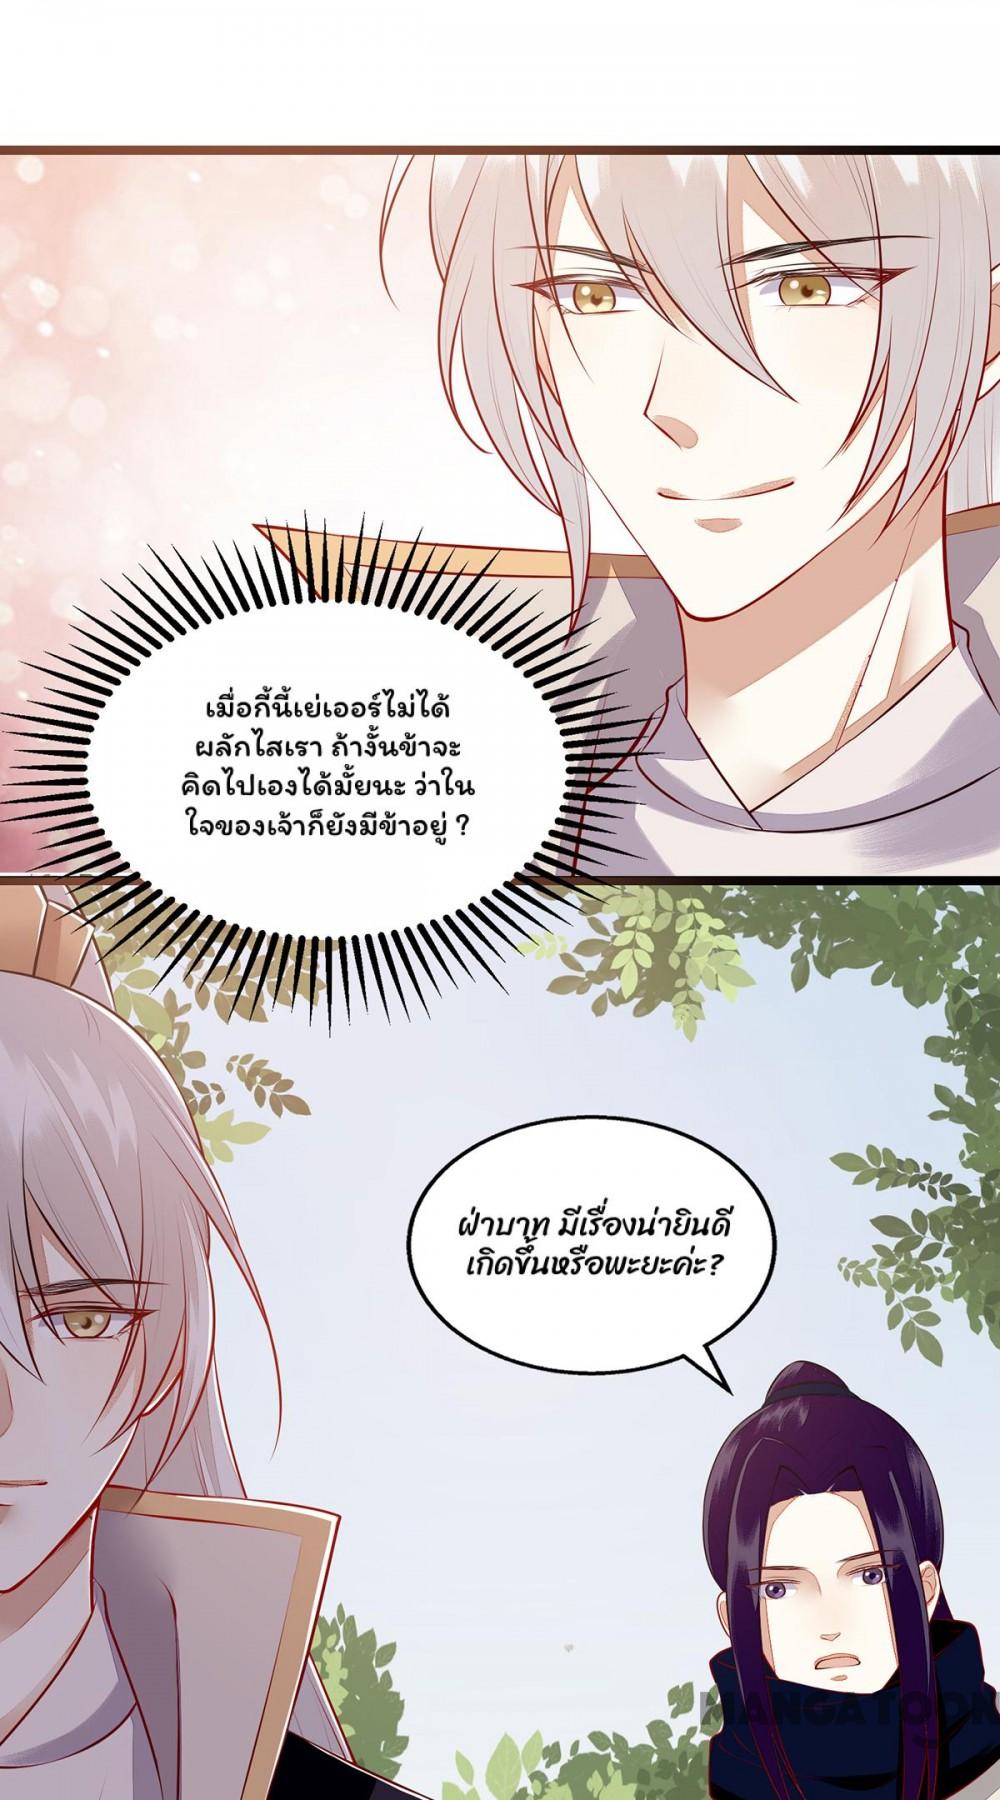 เมื่อกี้นี้เย่เออร์ไม่ได้
ผลักไสเรา ถ้างั้นข้าจะ
คิดไปเองได้มั้ยนะ ว่าใน
ใจของเจ้าก็ยังมีข้าอยู่ ?
ฝ่าบาท มีเรื่องน่ายินดี
เกิดขึ้นหรือพะยะค่ะ?
MANGATOON